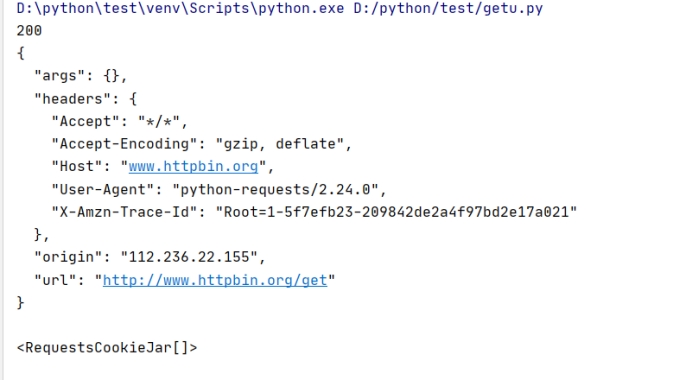 D:\python\test\venv\Scripts\python.exe D:/python/test/getu.py
200
{
  "args": {},
  "headers": {
    "Accept": "*/*",
    "Accept-Encoding": "gzip, deflate",
    "Host": "www.httpbin.org",
    "User-Agent": "python-requests/2.24.0",
    "X-Amzn-Trace-Id": "Root=1-5f7efb23-209842de2a4f97bd2e17a021"
  },
  "origin": "112.236.22.155",
  "url": "http://www.httpbin.org/get"
}
<RequestsCookieJar[]>